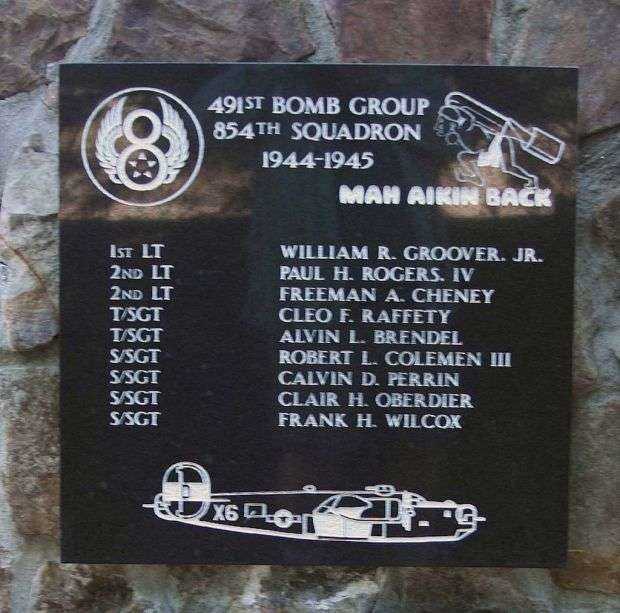 8
491ST BOMB GROUP
854TH SQUADRON
1944-1945
MAH AIKIN BACK
1ST LT WILLIAM R. GROOVER, JR.
2ND LT PAUL H. ROGERS, IV
2ND LT FREEMAN A. CHENEY
T/SGT CLEO F. RAFFETY
T/SGT ALVIN L. BRENDEL
S/SGT ROBERT L. COLEMEN III
S/SGT CALVIN D. PERRIN
S/SGT CLAIR H. OBERDIER
S/SGT FRANK H. WILCOX
X6